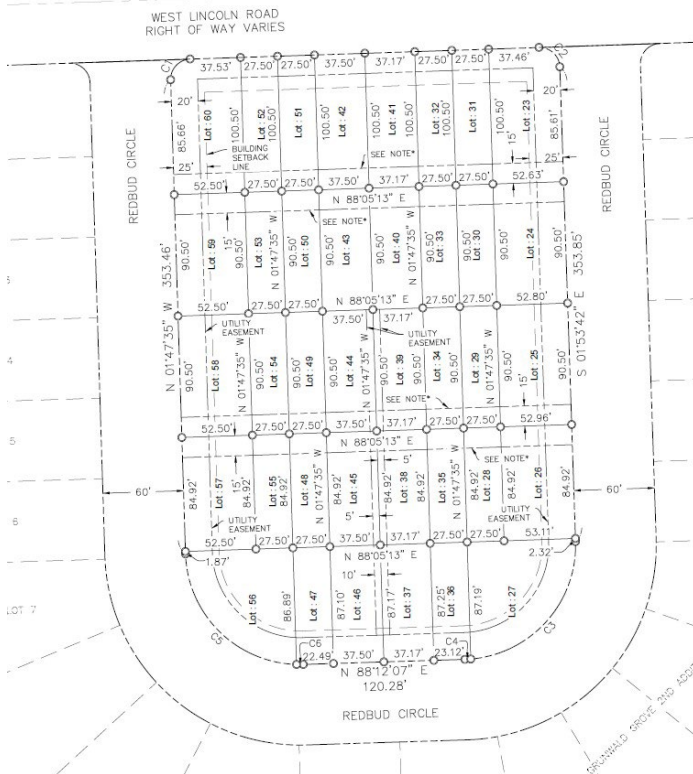 WEST LINCOLN ROAD
RIGHT OF WAY VARIES
37.53' 27.50' 27.50' 37.50' 37.17' 27.50' 27.50' 37.46'
20' 20'
85.66' Lot:60 100.50' Lot:52 100.50' Lot:51 100.50' Lot:42 100.50' Lot:41 100.50' Lot:32 100.50' Lot:31 100.50' Lot:23 85.61'
BUILDING
SETBACK
LINE
SEE NOTE*
15'
25' 25'
52.50' 27.50' 27.50' 37.50' 37.17' 27.50' 27.50' 52.63'
N 88°05'13" E
REDBUD CIRCLE
REDBUD CIRCLE
SEE NOTE*
15'
90.50' Lot:59 90.50' Lot:53 N 01°47'35" W 90.50' Lot:50 90.50' Lot:43 90.50' Lot:40 90.50' Lot:33 90.50' Lot:30 N 01°47'35" W 90.50' Lot:24 90.50'
N 01°47'35" W 353.46'
S 01°53'42" E 353.85'
N 88°05'13" E
52.50' 27.50' 27.50' 37.50' 37.17' 27.50' 27.50' 52.80'
UTILITY
EASEMENT
UTILITY
EASEMENT
90.50' Lot:58 90.50' Lot:54 90.50' Lot:49 90.50' Lot:44 N 01°47'35" W 90.50' Lot:39 90.50' Lot:34 90.50' Lot:29 N 01°47'35" W 90.50' Lot:25 90.50'
SEE NOTE*
15'
52.50' 27.50' 27.50' 37.50' 37.17' 27.50' 27.50' 52.96'
N 88°05'13" E
SEE NOTE*
15'
5'
84.92' Lot:57 84.92' Lot:55 84.92' Lot:48 N 01°47'35" W 84.92' Lot:45 84.92' Lot:38 84.92' Lot:35 N 01°47'35" W 84.92' Lot:28 84.92' Lot:26 84.92'
60' 60'
5'
UTILITY
EASEMENT
UTILITY
EASEMENT
52.50' 27.50' 27.50' 37.50' 37.17' 27.50' 27.50' 53.11'
N 88°05'13" E
1.87' 2.32'
10'
Lot:56 86.89' Lot:47 87.10' Lot:46 87.17' Lot:37 87.25' Lot:36 87.19' Lot:27
LOT 7
C5 C6 C4 C3
22.49' 37.50' 37.17' 23.12'
N 88°12'07" E
120.28'
REDBUD CIRCLE
GRUNWALD GROVE 2ND ADD